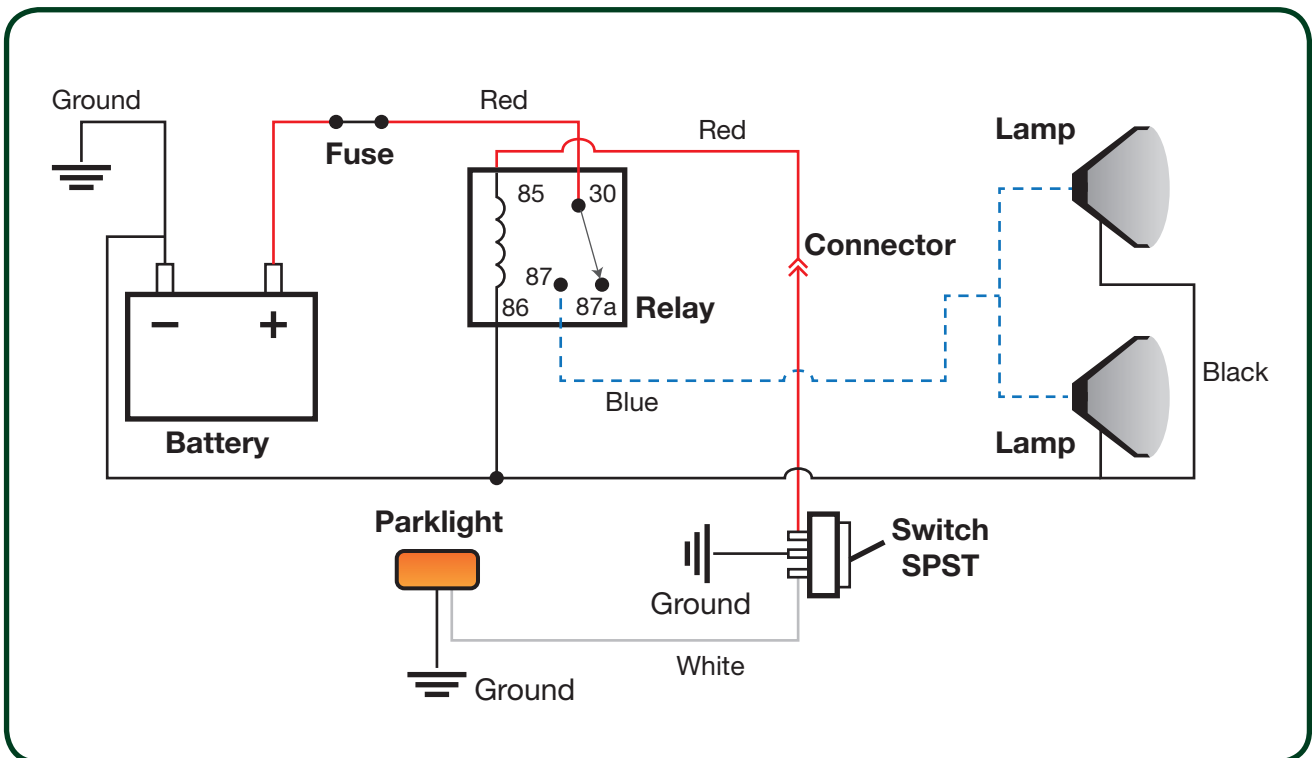 Ground
Red
Fuse
Red
Lamp
85
30
Connector
87
86
87a
Relay
−
+
Blue
Black
Battery
Lamp
Parklight
Switch
SPST
Ground
White
Ground